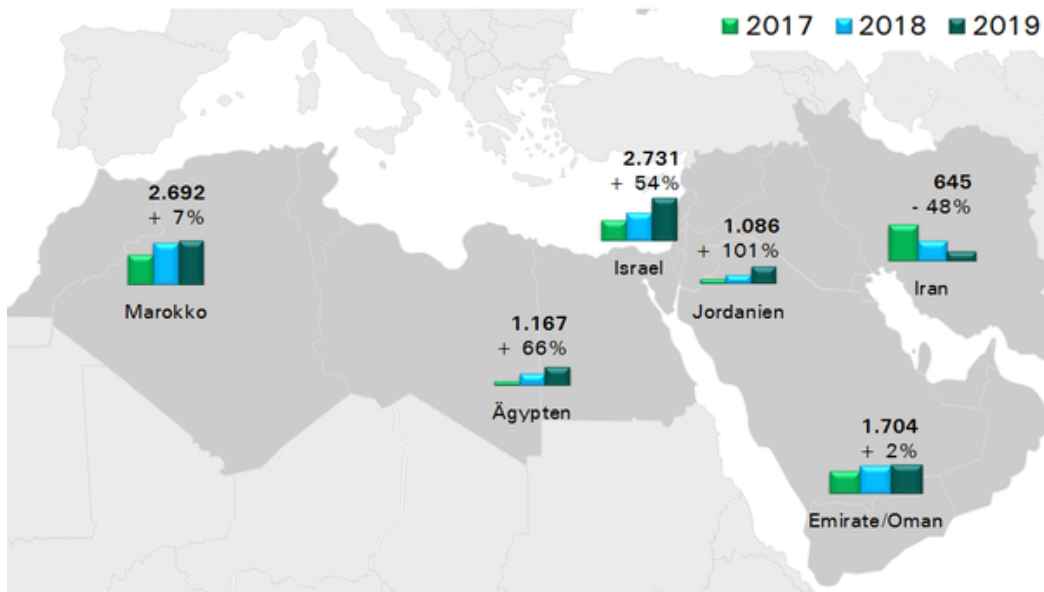 2017 2018 2019
2.692
+ 7%
Marokko
2.731
+ 54%
Israel
1.086
+ 101%
Jordanien
645
- 48%
Iran
1.167
+ 66%
Ägypten
1.704
+ 2%
Emirate/Oman